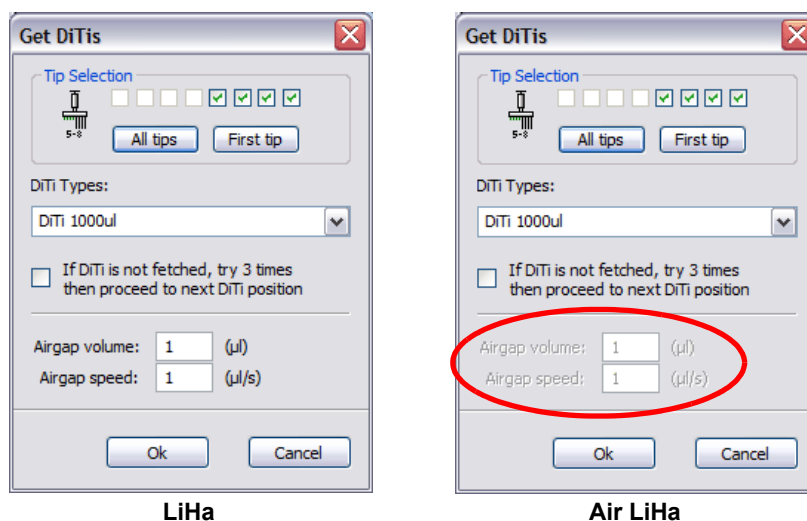 Get DiTis
Tip Selection
5-8
All tips
First tip
DiTi Types:
DiTi 1000ul
If DiTi is not fetched, try 3 times
then proceed to next DiTi position
Airgap volume: 1 (µl)
Airgap speed: 1 (µl/s)
Ok
Cancel
LiHa
Get DiTis
Tip Selection
5-8
All tips
First tip
DiTi Types:
DiTi 1000ul
If DiTi is not fetched, try 3 times
then proceed to next DiTi position
Airgap volume: 1 (µl)
Airgap speed: 1 (µl/s)
Ok
Cancel
Air LiHa